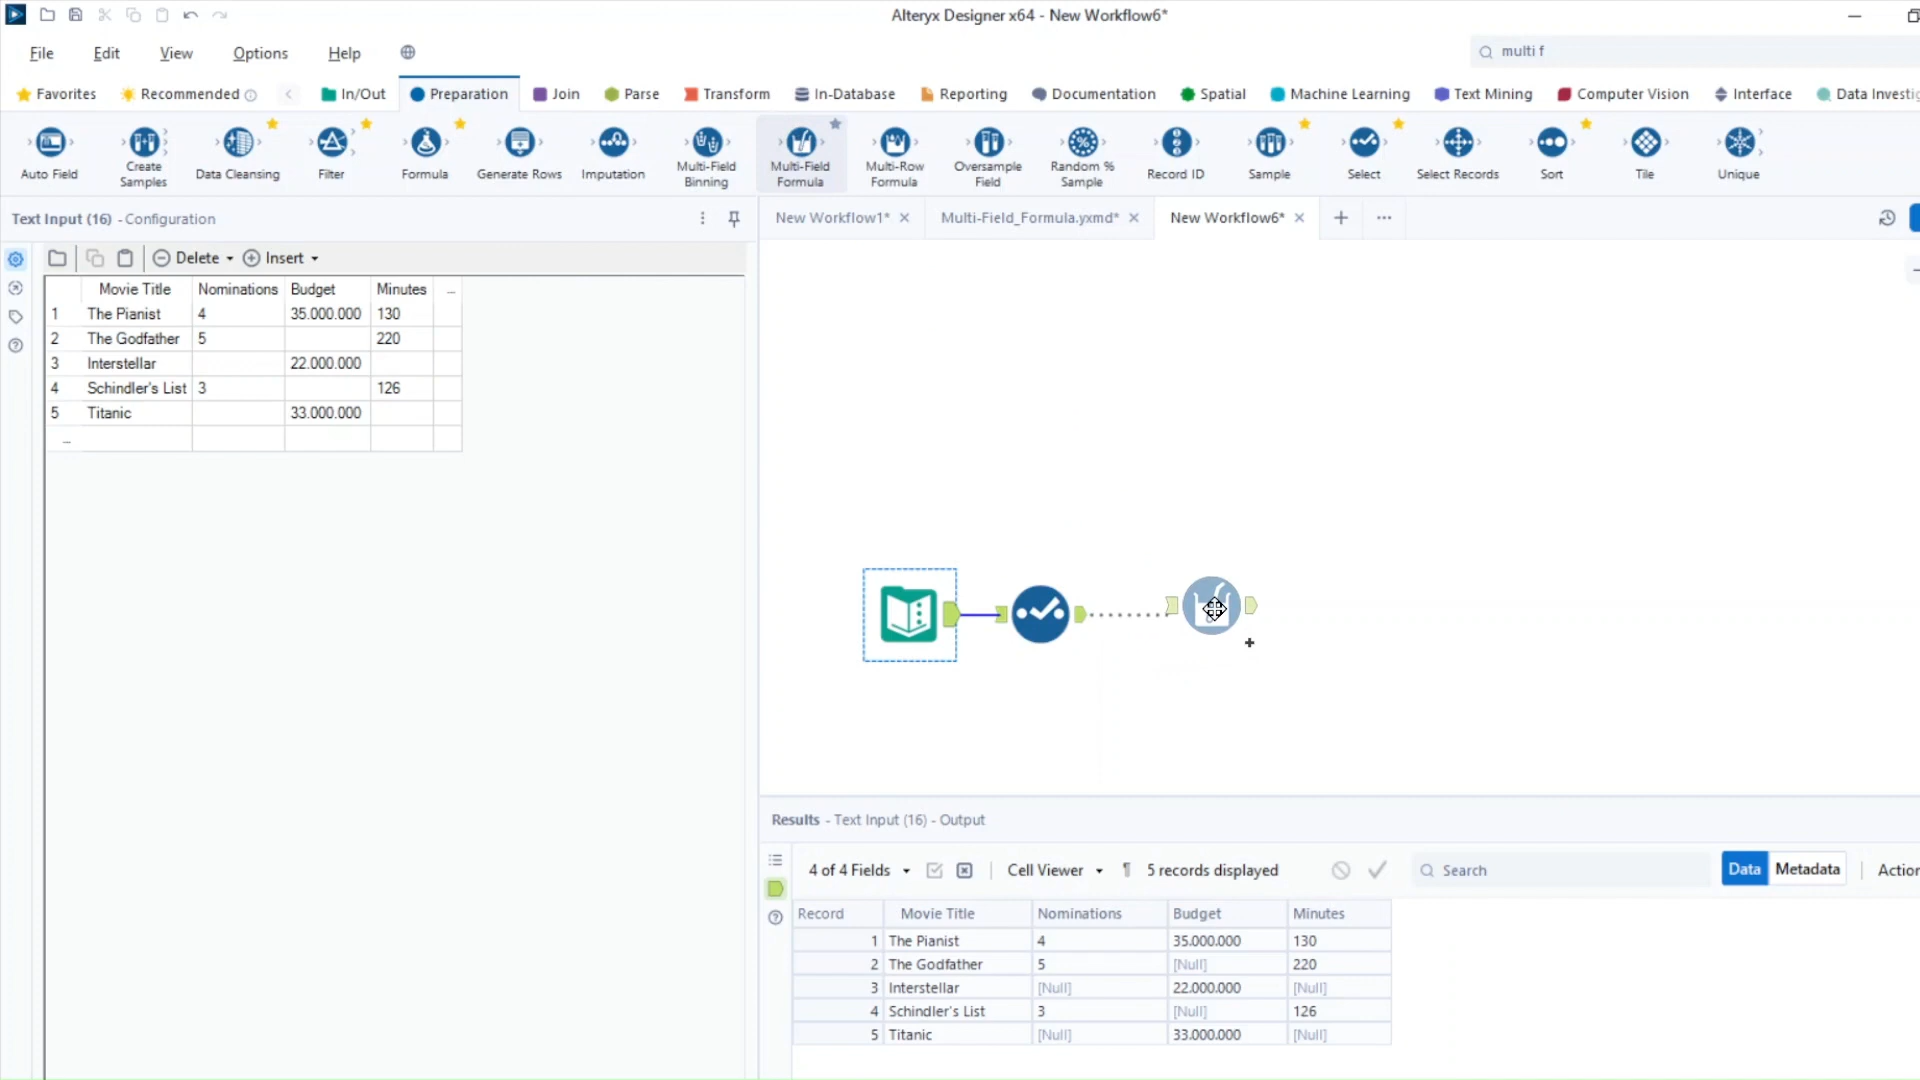 Alteryx Designer x64 - New Workflow6*
File Edit View Options Help
multi f
Favorites Recommended In/Out Preparation Join Parse Transform In-Database Reporting Documentation Spatial Machine Learning Text Mining Computer Vision Interface Data Investig
Auto Field
Create Samples
Data Cleansing
Filter
Formula
Generate Rows
Imputation
Multi-Field Binning
Multi-Field Formula
Multi-Row Formula
Oversample Field
Random % Sample
Record ID
Sample
Select
Select Records
Sort
Tile
Unique
Text Input (16) - Configuration
New Workflow1* Multi-Field_Formula.yxmd* New Workflow6*
Delete Insert
Movie Title Nominations Budget Minutes ...
1 The Pianist 4 35.000.000 130
2 The Godfather 5 220
3 Interstellar 22.000.000
4 Schindler's List 3 126
5 Titanic 33.000.000
...
Results - Text Input (16) - Output
4 of 4 Fields Cell Viewer 5 records displayed Search Data Metadata Action
Record Movie Title Nominations Budget Minutes
1 The Pianist 4 35.000.000 130
2 The Godfather 5 [Null] 220
3 Interstellar [Null] 22.000.000 [Null]
4 Schindler's List 3 [Null] 126
5 Titanic [Null] 33.000.000 [Null]